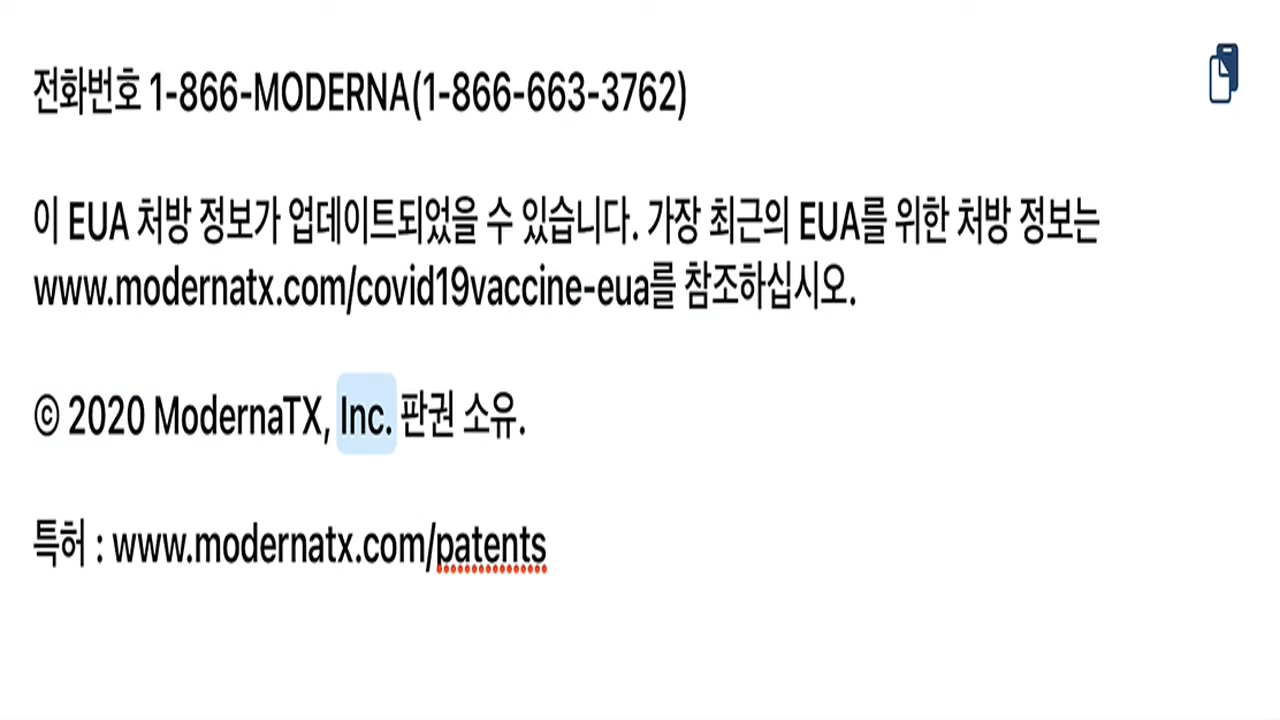 전화번호 1-866-MODERNA(1-866-663-3762)
이 EUA 처방 정보가 업데이트되었을 수 있습니다. 가장 최근의 EUA를 위한 처방 정보는
www.modernatx.com/covid19vaccine-eua를 참조하십시오.
© 2020 ModernaTX, Inc. 판권 소유.
특허 : www.modernatx.com/patents